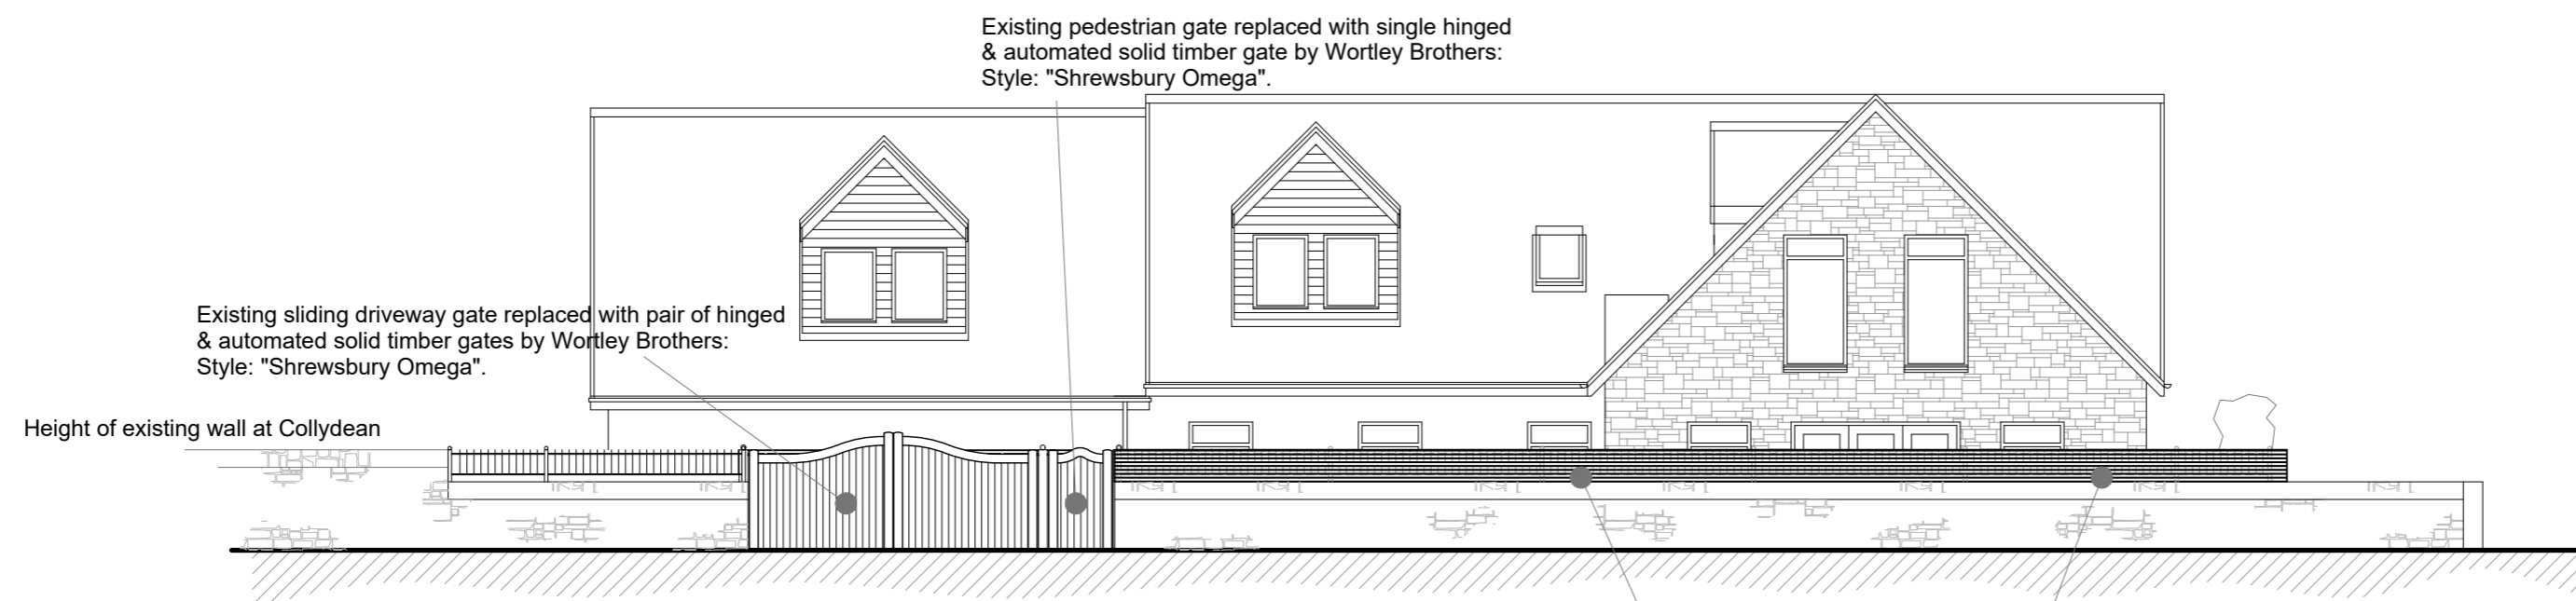 Existing pedestrian gate replaced with single hinged
& automated solid timber gate by Wortley Brothers:
Style: "Shrewsbury Omega".
Existing sliding driveway gate replaced with pair of hinged
& automated solid timber gates by Wortley Brothers:
Style: "Shrewsbury Omega".
Height of existing wall at Collydean